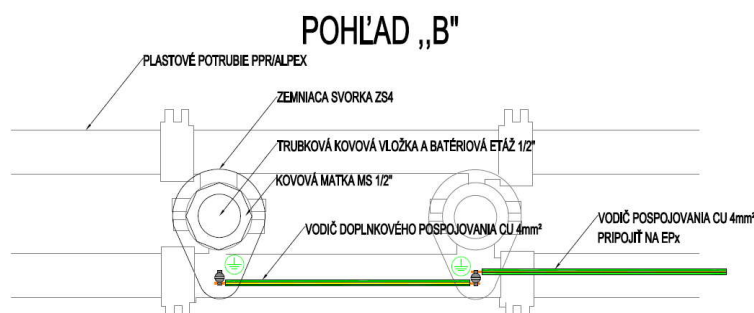 POHĽAD ,,B"
PLASTOVÉ POTRUBIE PPR/ALPEX
ZEMNIACA SVORKA ZS4
TRUBKOVÁ KOVOVÁ VLOŽKA A BATÉRIOVÁ ETÁŽ 1/2"
KOVOVÁ MATKA MS 1/2"
VODIČ DOPLNKOVÉHO POSPOJOVANIA CU 4mm²
VODIČ POSPOJOVANIA CU 4mm²
PRIPOJIŤ NA EPx